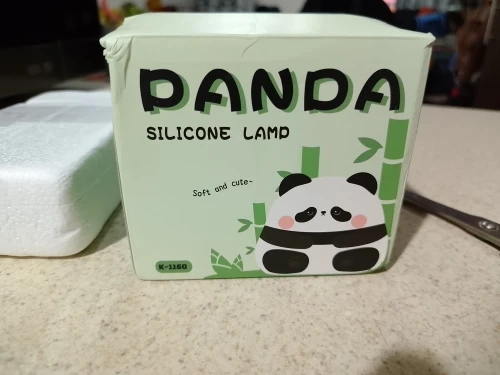 PANDA
SILICONE LAMP
Soft and cute~
K-1160